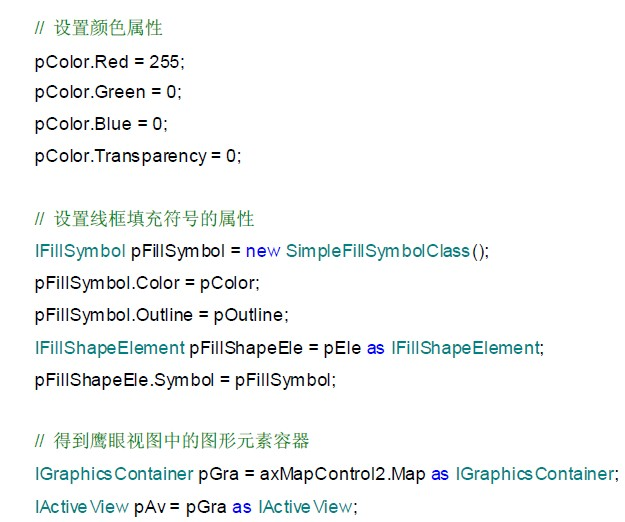 // 设置颜色属性
pColor.Red = 255;
pColor.Green = 0;
pColor.Blue = 0;
pColor.Transparency = 0;
// 设置线框填充符号的属性
IFillSymbol pFillSymbol = new SimpleFillSymbolClass();
pFillSymbol.Color = pColor;
pFillSymbol.Outline = pOutline;
IFillShapeElement pFillShapeEle = pEle as IFillShapeElement;
pFillShapeEle.Symbol = pFillSymbol;
// 得到鹰眼视图中的图形元素容器
IGraphicsContainer pGra = axMapControl2.Map as IGraphicsContainer;
IActiveView pAv = pGra as IActiveView;